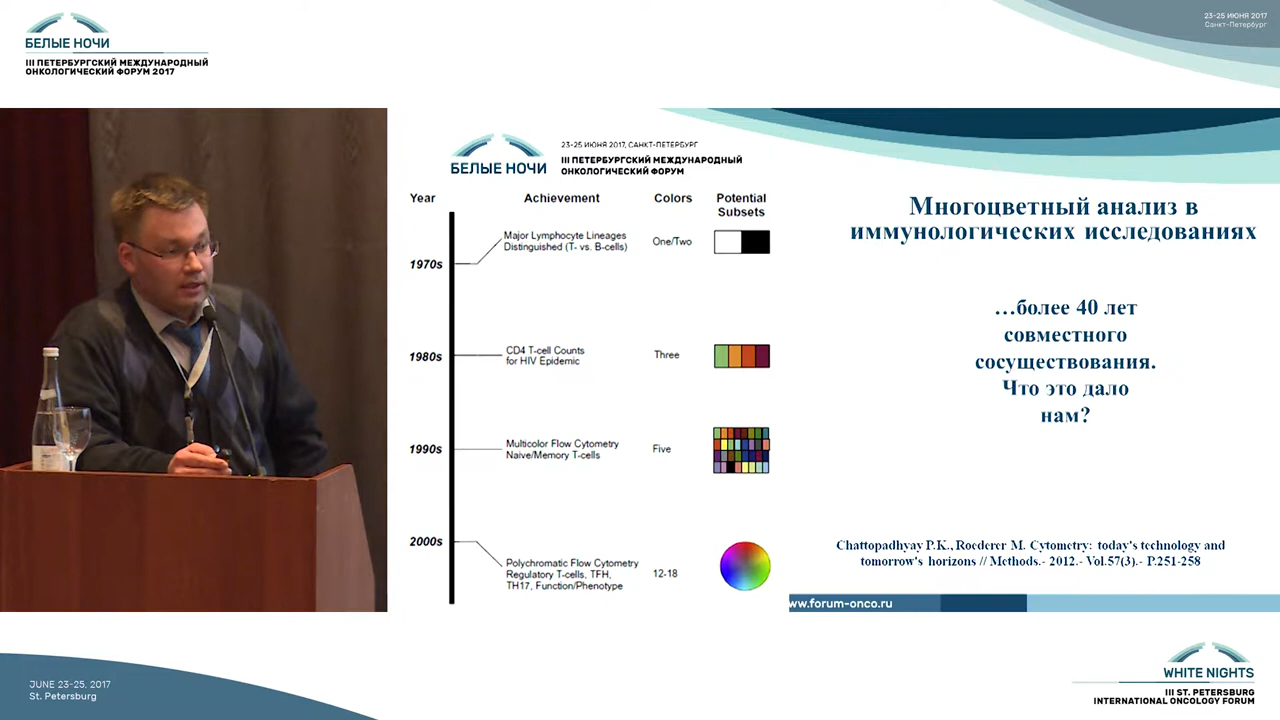 БЕЛЫЕ НОЧИ
III ПЕТЕРБУРГСКИЙ МЕЖДУНАРОДНЫЙ
ОНКОЛОГИЧЕСКИЙ ФОРУМ 2017
23-25 ИЮНЯ 2017
Санкт-Петербург
БЕЛЫЕ НОЧИ
23-25 ИЮНЯ 2017, САНКТ-ПЕТЕРБУРГ
III ПЕТЕРБУРГСКИЙ МЕЖДУНАРОДНЫЙ
ОНКОЛОГИЧЕСКИЙ ФОРУМ
Year Achievement Colors Potential
Subsets
Major Lymphocyte Lineages
Distinguished (T- vs. B-cells)
One/Two
1970s
CD4 T-cell Counts
for HIV Epidemic
Three
1980s
Multicolor Flow Cytometry
Naive/Memory T-cells
Five
1990s
2000s
Polychromatic Flow Cytometry
Regulatory T-cells, TFH,
TH17, Function/Phenotype
12-18
Многоцветный анализ в
иммунологических исследованиях
…более 40 лет
совместного
сосуществования.
Что это дало
нам?
Chattopadhyay P.K., Roederer M. Cytometry: today's technology and
tomorrow's horizons // Methods.- 2012.- Vol.57(3).- P.251-258
ww.forum-onco.ru
JUNE 23-25, 2017
St. Petersburg
WHITE NIGHTS
III ST. PETERSBURG
INTERNATIONAL ONCOLOGY FORUM